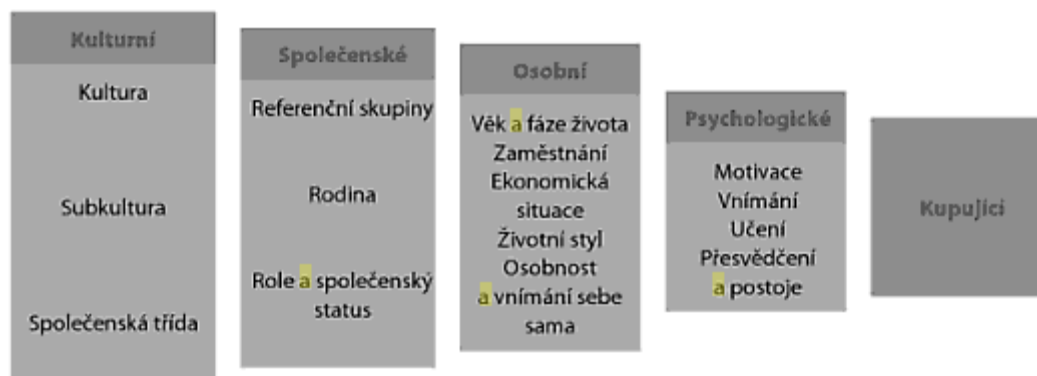 Kulturní
Kultura
Subkultura
Společenská třída
Společenské
Referenční skupiny
Rodina
Role a společenský
status
Osobní
Věk a fáze života
Zaměstnání
Ekonomická
situace
Životní styl
Osobnost
a vnímání sebe
sama
Psychologické
Motivace
Vnímání
Učení
Přesvědčení
a postoje
Kupující